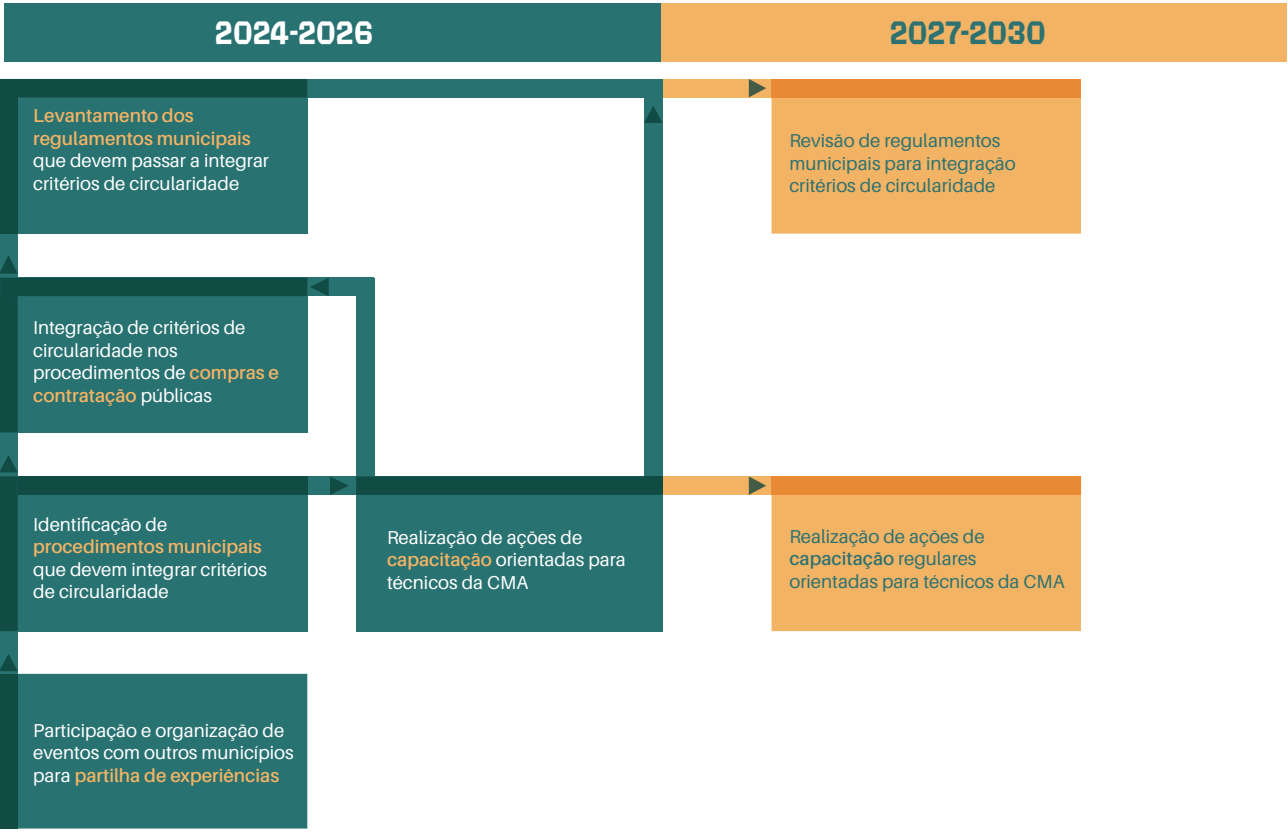 2024-2026
2027-2030
Levantamento dos
regulamentos municipais
que devem passar a integrar
critérios de circularidade
Revisão de regulamentos
municipais para integração
critérios de circularidade
Integração de critérios de
circularidade nos
procedimentos de compras e
contratação públicas
Identificação de
procedimentos municipais
que devem integrar critérios
de circularidade
Realização de ações de
capacitação orientadas para
técnicos da CMA
Realização de ações de
capacitação regulares
orientadas para técnicos da CMA
Participação e organização de
eventos com outros municípios
para partilha de experiências